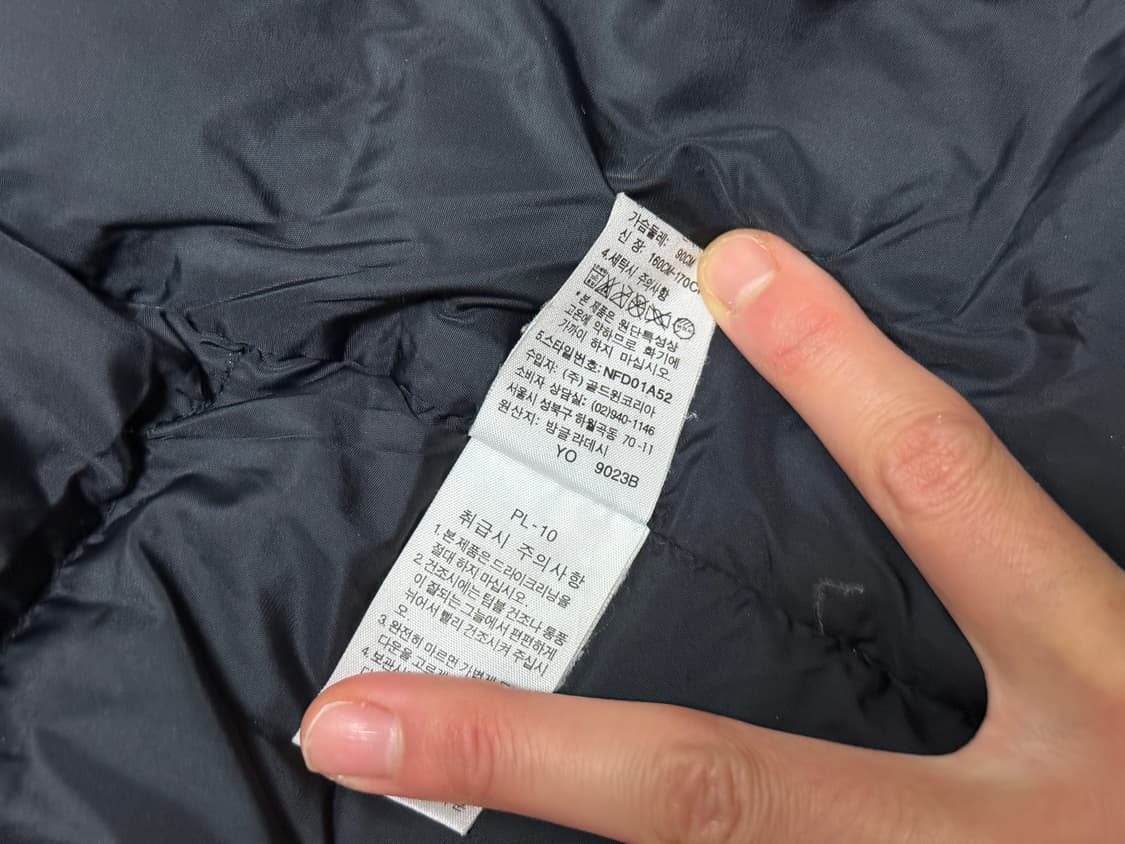 가슴둘레: 90CM
신 장: 160CM-170C
4.세탁시 주의사항
*본 제품은 원단특성상
고온에 약하므로 화기에
가까이 하지 마십시오.
5.스타일번호: NFD01A52
수입자: (주) 골드윈코리아
소비자 상담실: (02)940-1146
서울시 성북구 하월곡동 70-11
원산지: 방글라데시
YO 9023B
PL-10
취급시 주의사항
1.본제품은드라이크리닝을
절대 하지마십시오.
2.건조시에는텀블 건조나 통풍
이 잘되는 그늘에서 편편하게
뉘어서 빨리 건조시켜 주십시
오.
3.완전히 마르면 가볍게
다운을 고르게
4.보관시